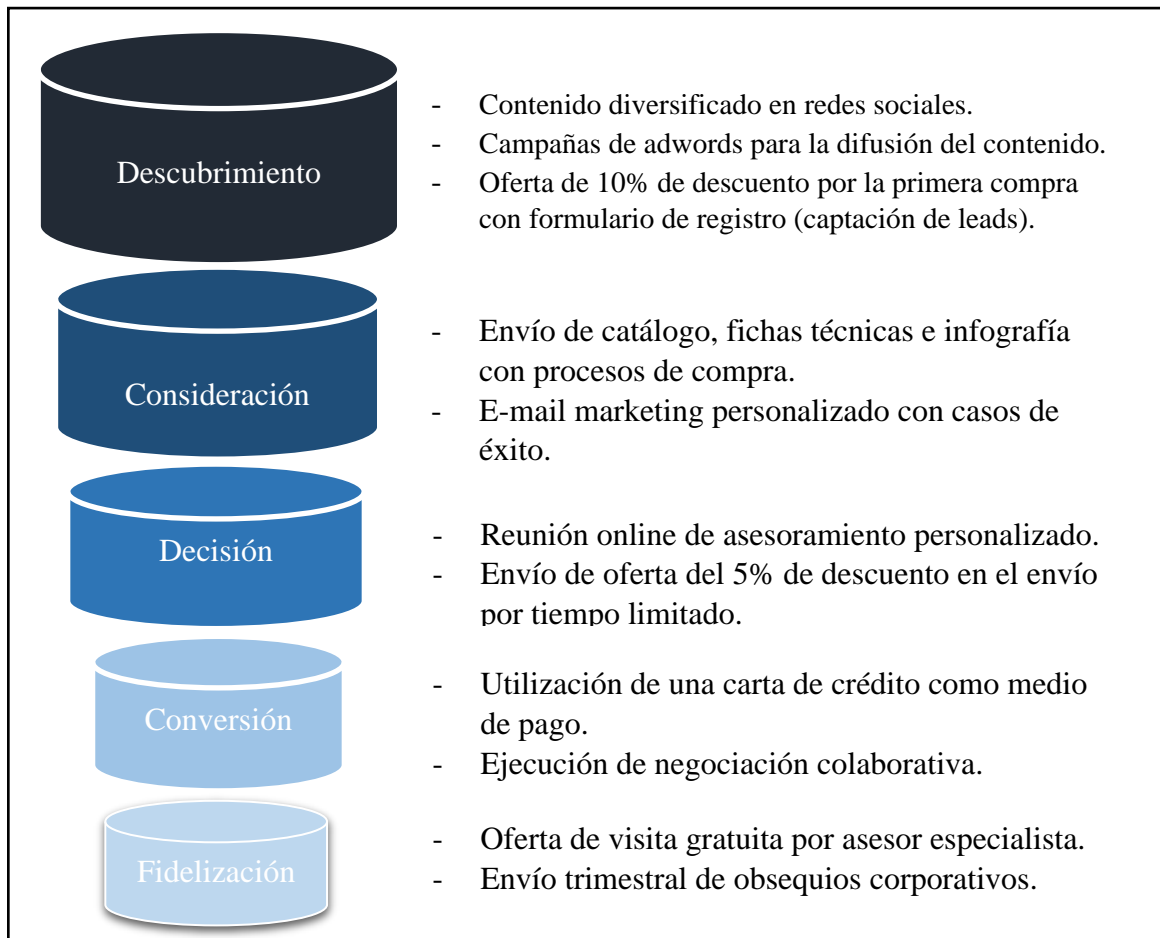 Descubrimiento
- Contenido diversificado en redes sociales.
- Campañas de adwords para la difusión del contenido.
- Oferta de 10% de descuento por la primera compra
con formulario de registro (captación de leads).
Consideración
- Envío de catálogo, fichas técnicas e infografía
con procesos de compra.
- E-mail marketing personalizado con casos de
éxito.
Decisión
- Reunión online de asesoramiento personalizado.
- Envío de oferta del 5% de descuento en el envío
por tiempo limitado.
Conversión
- Utilización de una carta de crédito como medio
de pago.
- Ejecución de negociación colaborativa.
Fidelización
- Oferta de visita gratuita por asesor especialista.
- Envío trimestral de obsequios corporativos.